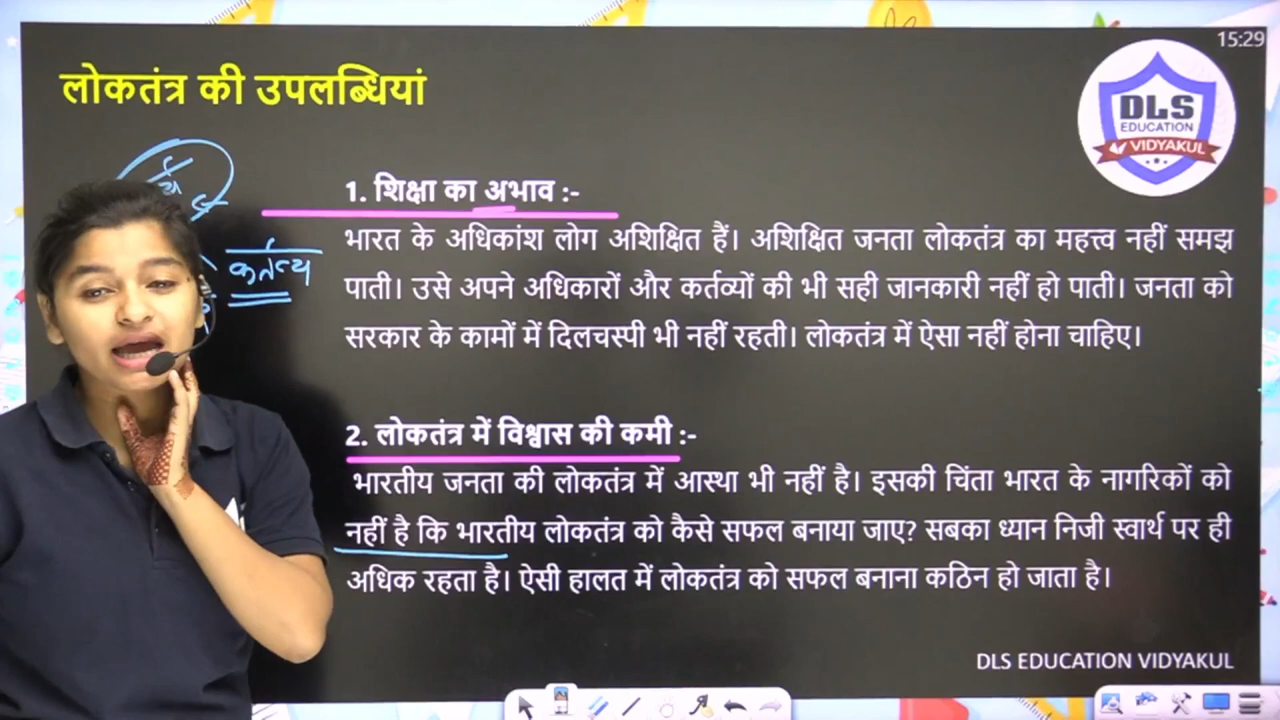 15:29
लोकतंत्र की उपलब्धियां
DLS
EDUCATION
VIDYAKUL
1. शिक्षा का अभाव :-
कर्तव्य
भारत के अधिकांश लोग अशिक्षित हैं। अशिक्षित जनता लोकतंत्र का महत्त्व नहीं समझ
पाती। उसे अपने अधिकारों और कर्तव्यों की भी सही जानकारी नहीं हो पाती। जनता को
सरकार के कामों में दिलचस्पी भी नहीं रहती। लोकतंत्र में ऐसा नहीं होना चाहिए।
2. लोकतंत्र में विश्वास की कमी :-
भारतीय जनता की लोकतंत्र में आस्था भी नहीं है। इसकी चिंता भारत के नागरिकों को
नहीं है कि भारतीय लोकतंत्र को कैसे सफल बनाया जाए? सबका ध्यान निजी स्वार्थ पर ही
अधिक रहता है। ऐसी हालत में लोकतंत्र को सफल बनाना कठिन हो जाता है।
DLS EDUCATION VIDYAKUL